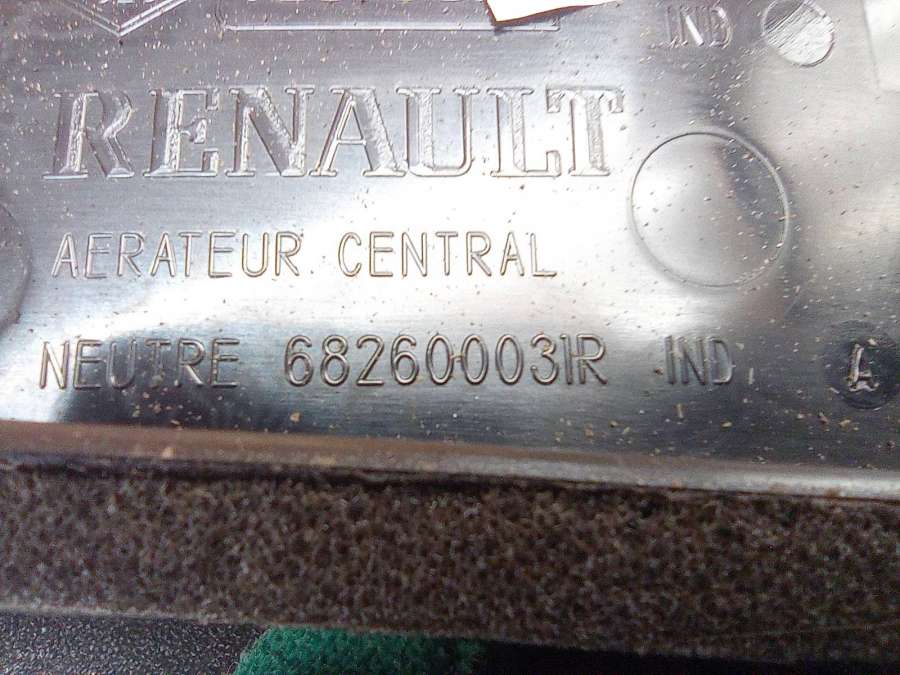 IND
RENAULT
AERATEUR CENTRAL
NEUTRE 682600031R IND A